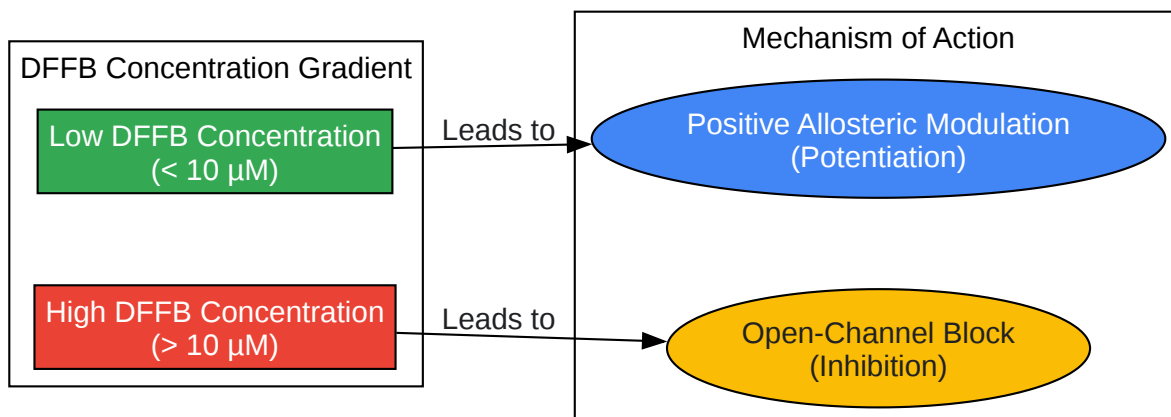 DFFB Concentration Gradient
Low DFFB Concentration
(< 10 µM)
High DFFB Concentration
(> 10 µM)
Leads to
Leads to
Mechanism of Action
Positive Allosteric Modulation
(Potentiation)
Open-Channel Block
(Inhibition)